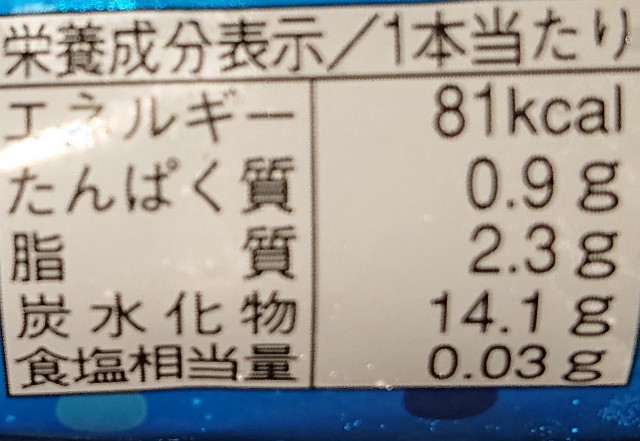 栄養成分表示／1本当たり
エネルギー 81kcal
たんぱく質 0.9g
脂質 2.3g
炭水化物 14.1g
食塩相当量 0.03g